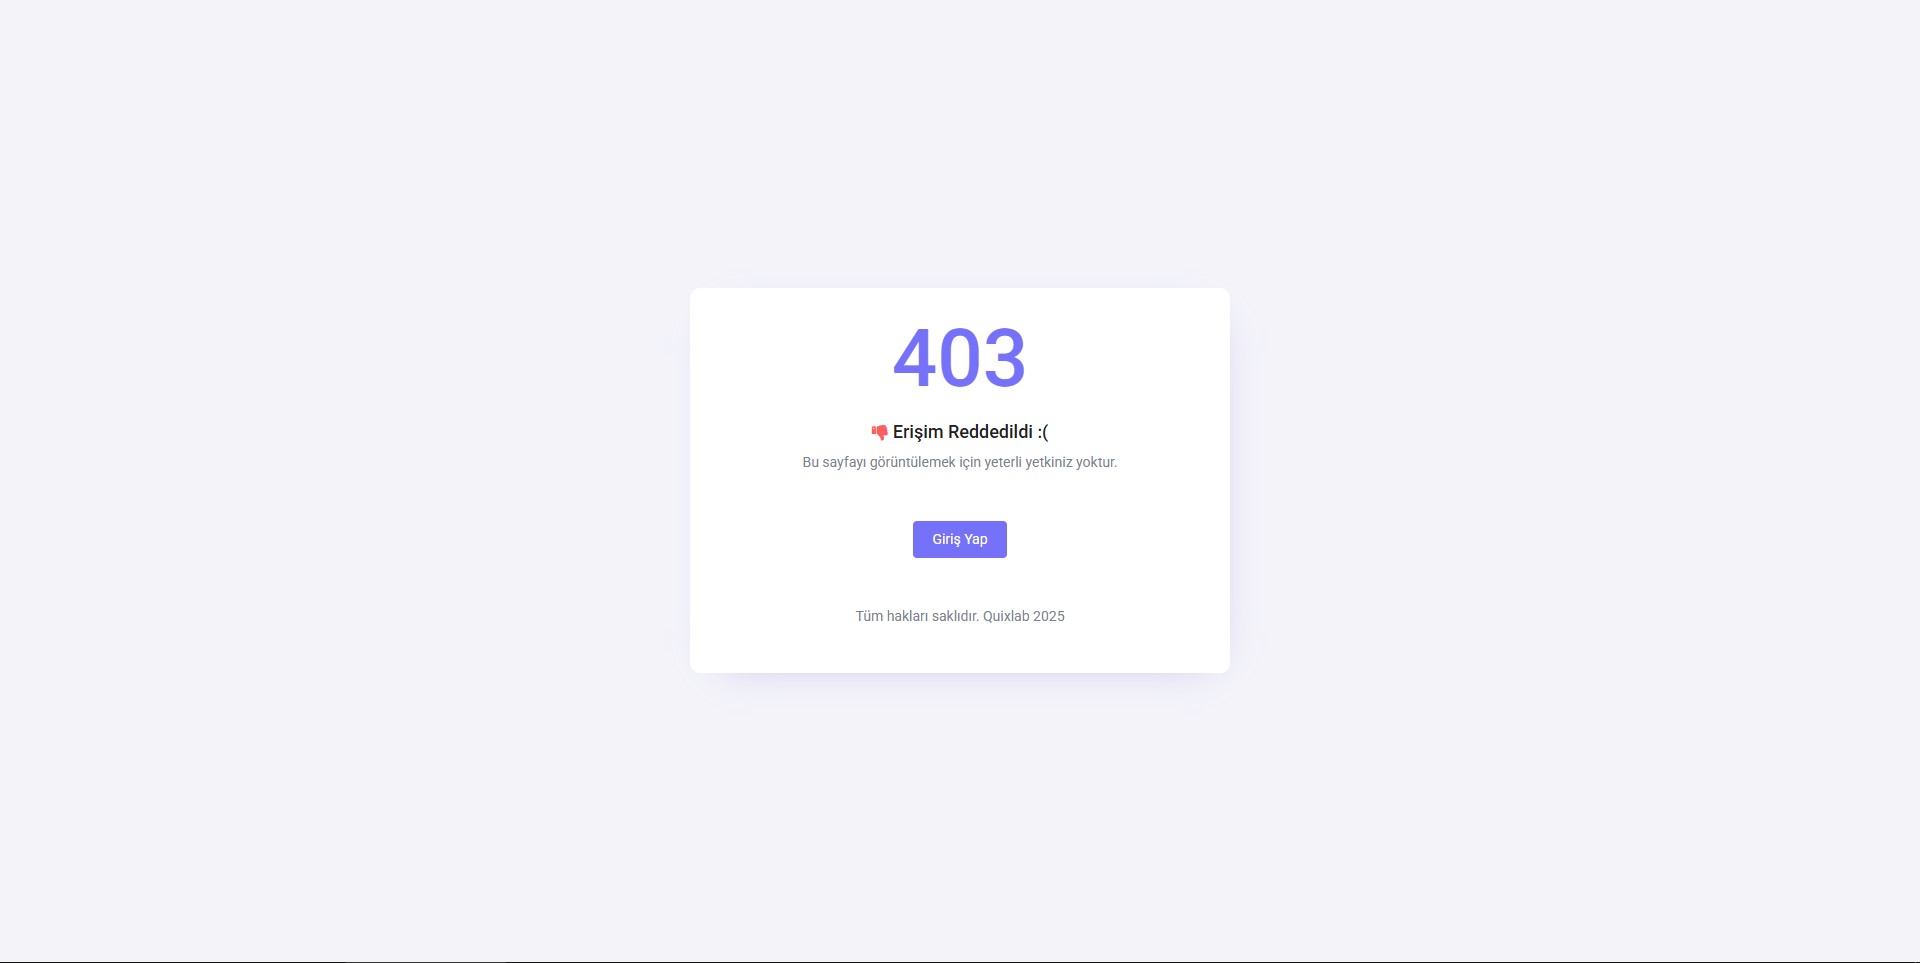 403
Erişim Reddedildi :(
Bu sayfayı görüntülemek için yeterli yetkiniz yoktur.
Giriş Yap
Tüm hakları saklıdır. Quixlab 2025